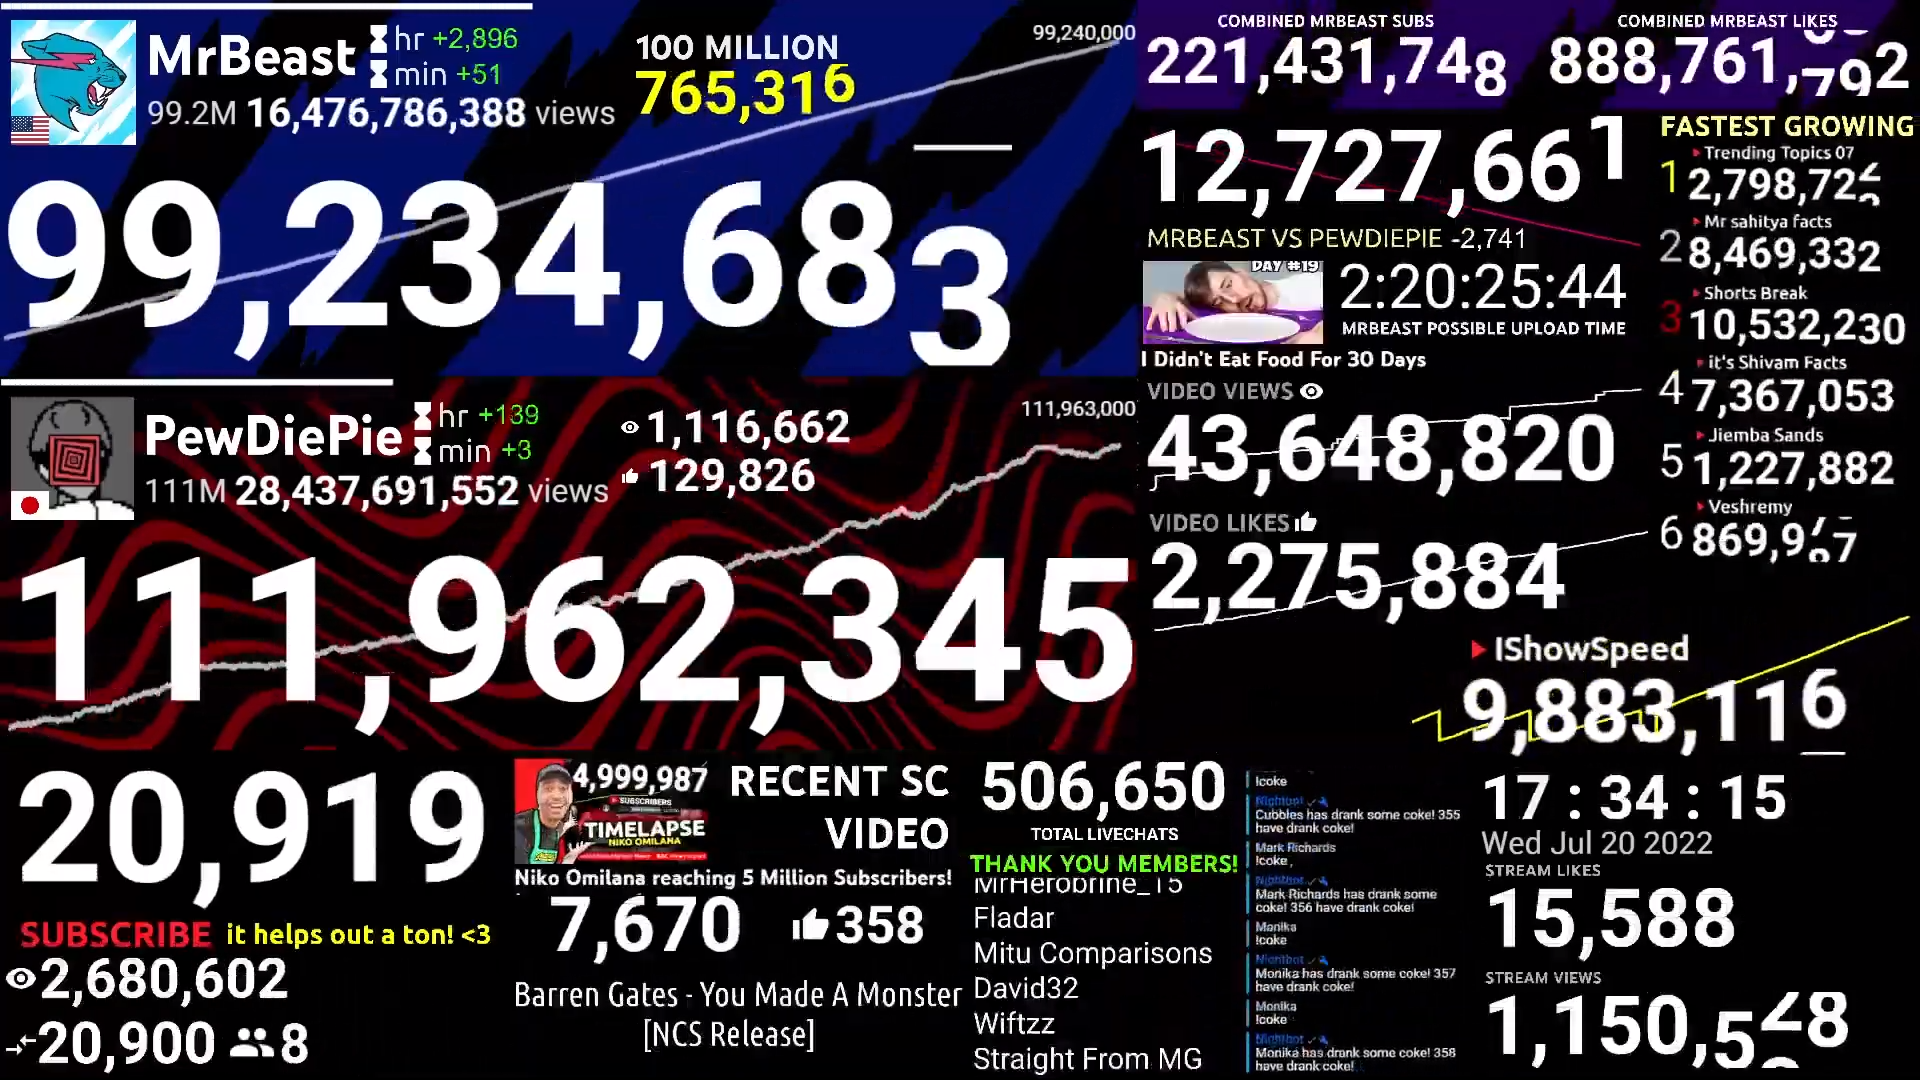 MrBeast
hr +2,896
min +51
99.2M 16,476,786,388 views
100 MILLION
765,316
99,240,000
99,234,683
PewDiePie
hr +139
min +3
111M 28,437,691,552 views
1,116,662
129,826
111,963,000
111,962,345
COMBINED MRBEAST SUBS
221,431,748
COMBINED MRBEAST LIKES
888,761,792
12,727,661
MRBEAST VS PEWDIEPIE -2,741
DAY #19
2:20:25:44
MRBEAST POSSIBLE UPLOAD TIME
I Didn't Eat Food For 30 Days
VIDEO VIEWS
43,648,820
VIDEO LIKES
2,275,884
FASTEST GROWING
Trending Topics 07
1
Mr sahitya facts
2 8,469,332
Shorts Break
3 10,532,230
it's Shivam Facts
4 7,367,053
Jiemba Sands
5 1,227,882
Veshremy
6
IShowSpeed
9,883,116
20,919
SUBSCRIBE it helps out a ton! <3
2,680,602
20,900 8
4,999,987
SUBSCRIBERS
TIMELAPSE
NIKO OMILANA
RECENT SC
VIDEO
Niko Omilana reaching 5 Million Subscribers!
7,670 358
Barren Gates - You Made A Monster
[NCS Release]
506,650
TOTAL LIVECHATS
THANK YOU MEMBERS!
MrHerobrine_15
Fladar
Mitu Comparisons
David32
Wiftzz
Straight From MG
!coke
Nightbot
Cubbles has drank some coke! 355
have drank coke!
Mark Richards
!coke ,
Nightbot
Mark Richards has drank some
coke! 356 have drank coke!
Monika
!coke
Nightbot
Monika has drank some coke! 357
have drank coke!
Monika
!coke
Nightbot
Monika has drank some coke! 358
have drank coke!
17 : 34 : 15
Wed Jul 20 2022
STREAM LIKES
15,588
STREAM VIEWS